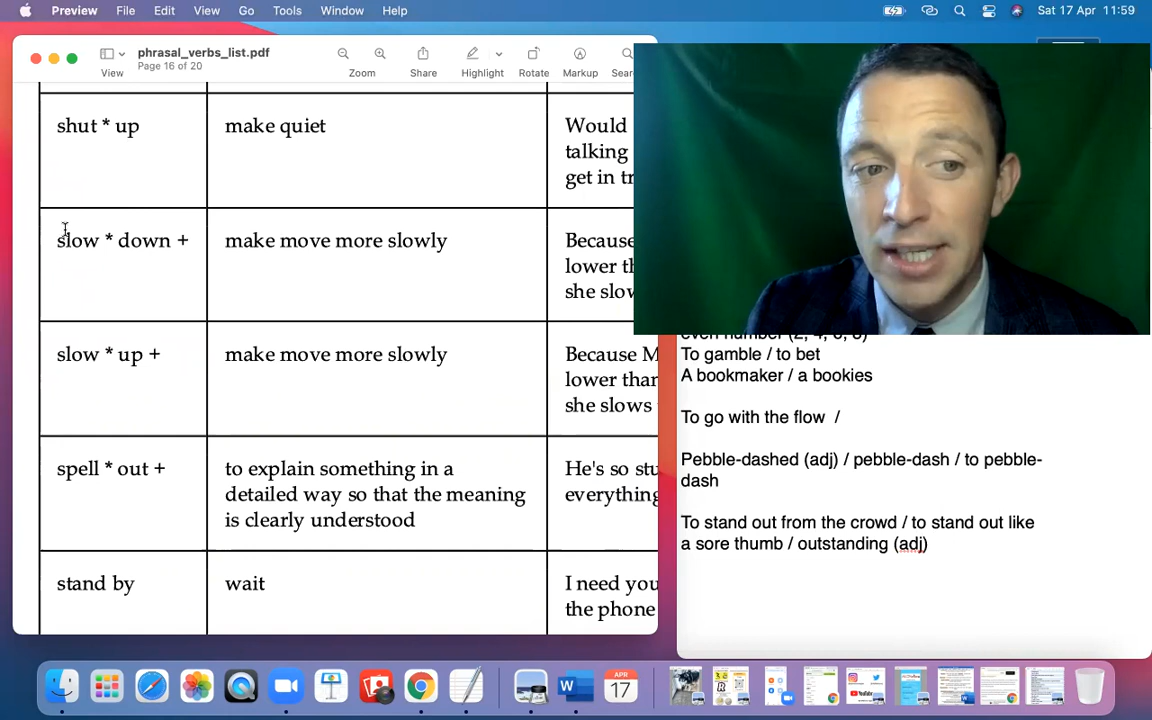 Preview File Edit View Go Tools Window Help Sat 17 Apr 11:59
phrasal_verbs_list.pdf
Page 16 of 20
View Zoom Share Highlight Rotate Markup
shut * up make quiet Would
talking
get in
slow * down + make move more slowly Because
lower
she
slow * up + make move more slowly Because
lower than
she slows
spell * out + to explain something in a He's so
detailed way so that the meaning everything
is clearly understood
stand by wait I need you
the phone
To gamble / to bet
A bookmaker / a bookies
To go with the flow /
Pebble-dashed (adj) / pebble-dash / to pebble-
dash
To stand out from the crowd / to stand out like
a sore thumb / outstanding (adj)
APR
17